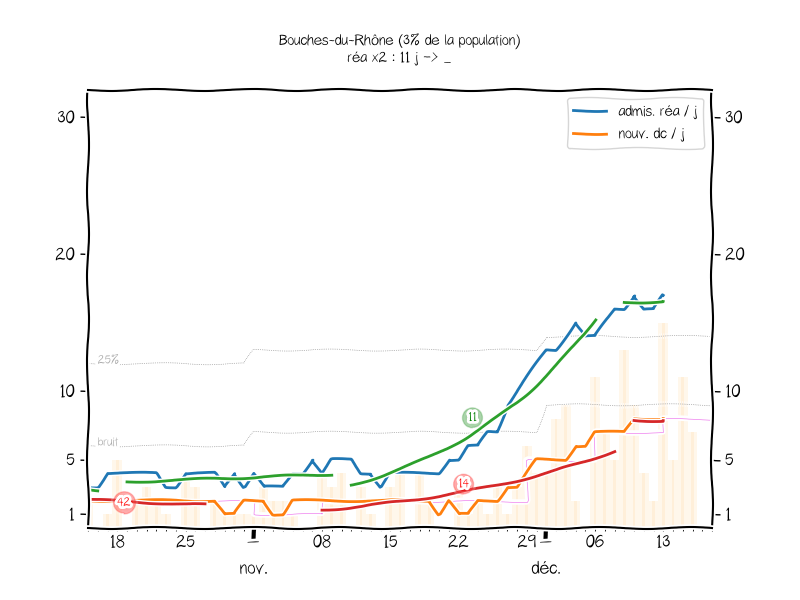 Bouches-du-Rhône (3% de la population)
réa x2 : 11 j -> _
admis. réa / j
nouv. dc / j
30
30
20
20
25%
10
10
11
bruit
5
5
14
42
1
1
18 25 08 15 22 29 06 13
nov. déc.